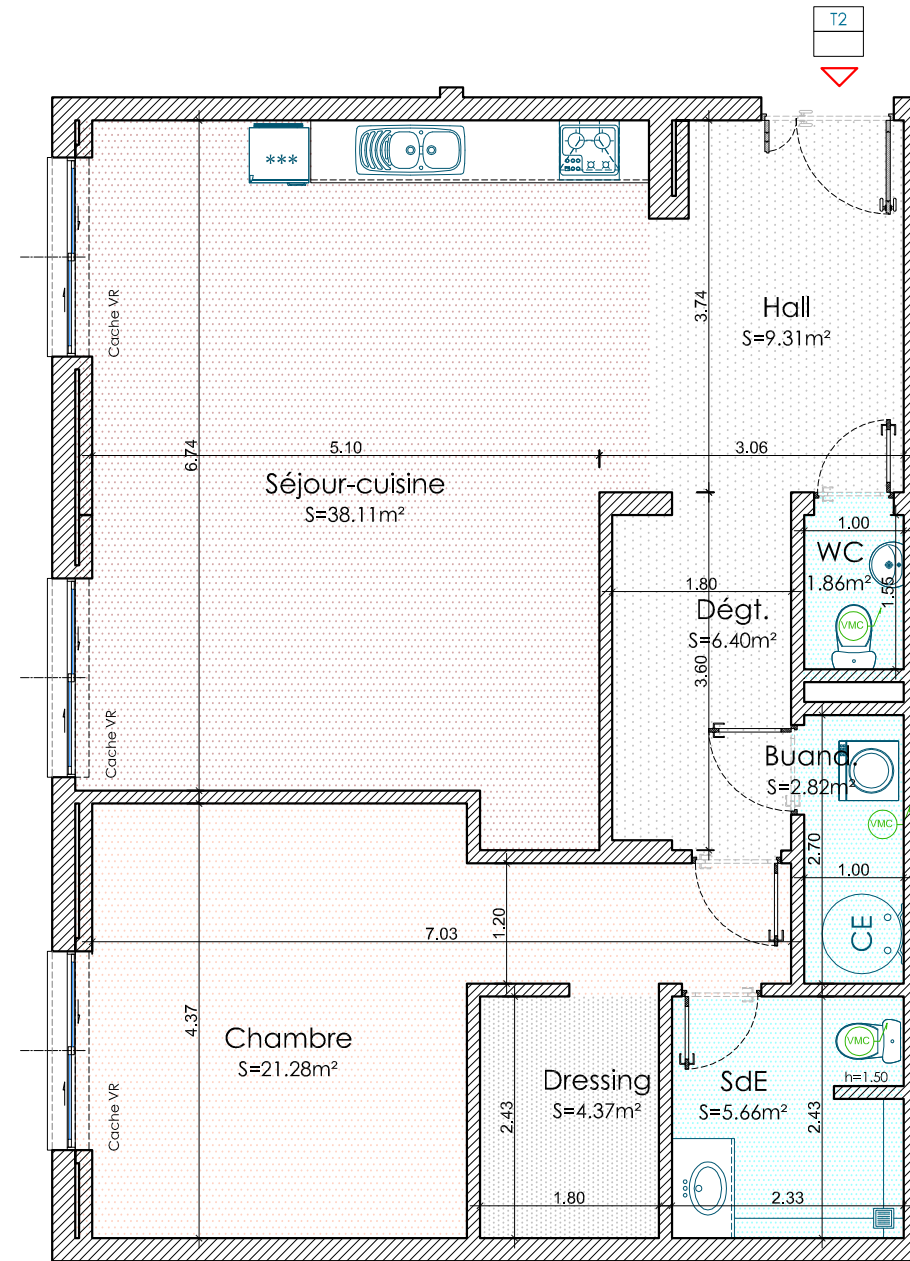 T2
***
Cache VR
3.74
Hall
S=9.31m²
5.10
3.06
6.74
Séjour-cuisine
S=38.11m²
1.00
WC
1.86m²
1.55
VMC
1.80
Dégt.
S=6.40m²
3.60
Cache VR
Buand.
S=2.82m²
VMC
2.70
1.00
CE
1.20
7.03
4.37
Chambre
S=21.28m²
Cache VR
Dressing
S=4.37m²
2.43
1.80
SdE
S=5.66m²
VMC
h=1.50
2.43
2.33